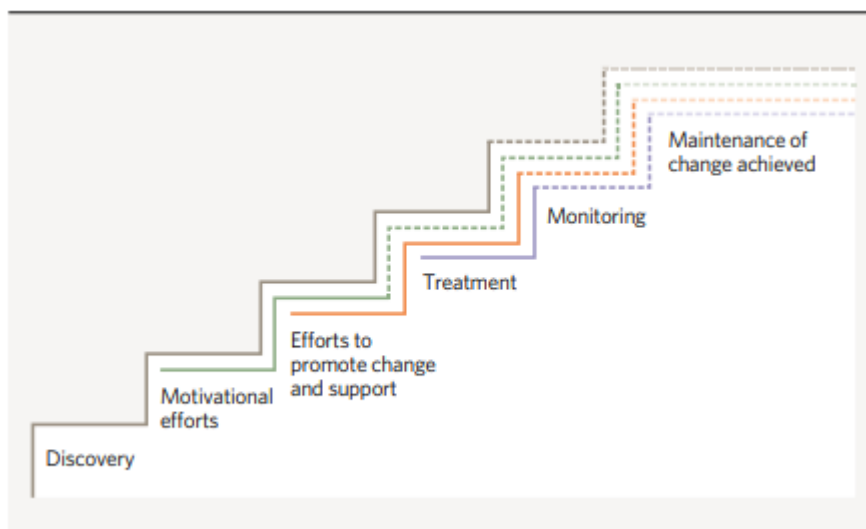 Maintenance of
change achieved
Monitoring
Treatment
Efforts to
promote change
and support
Motivational
efforts
Discovery